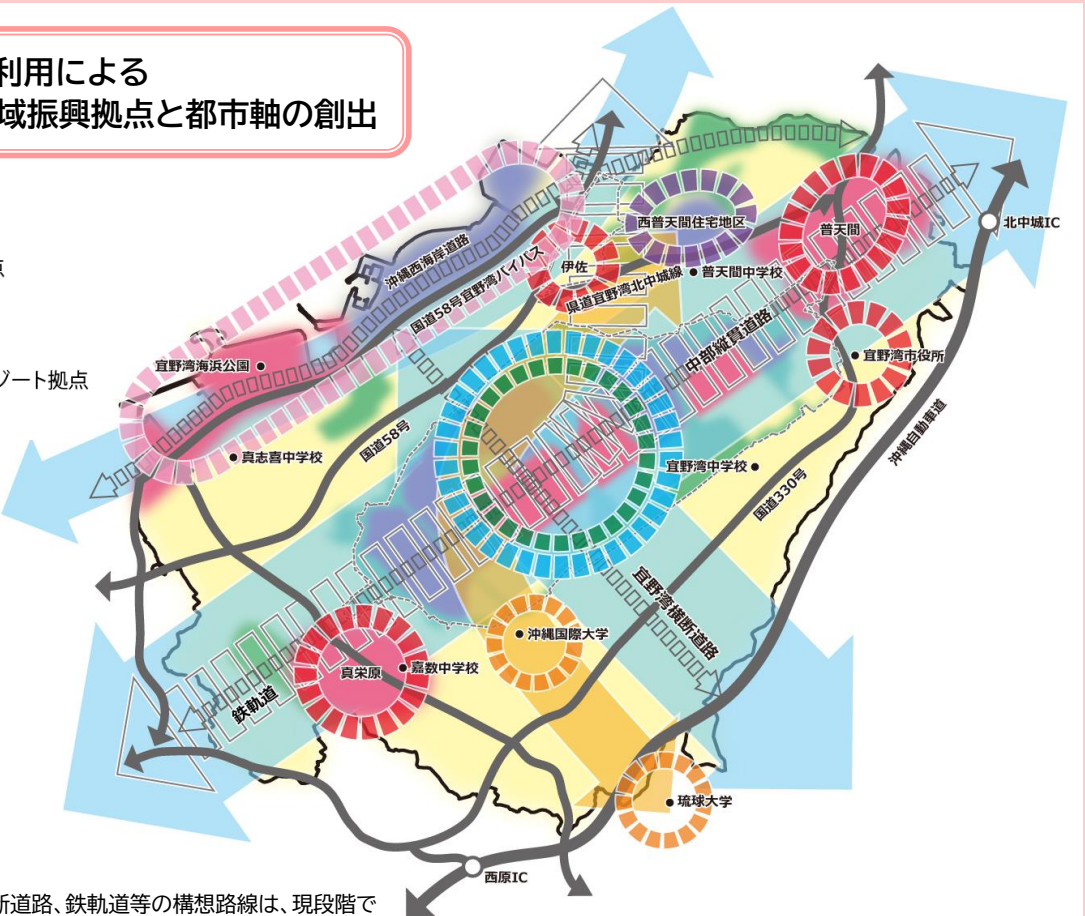 利用による
域振興拠点と都市軸の創出
北中城IC
西普天間住宅地区
普天間
点
沖縄西海岸道路
伊佐
普天間中学校
国道58号宜野湾バイパス
県道宜野湾北中城線
中部縦貫道路
宜野湾市役所
宜野湾海浜公園
ゾート拠点
沖縄自動車道
国道58号
真志喜中学校
宜野湾中学校
国道330号
宜野湾横断道路
沖縄国際大学
嘉数中学校
真栄原
鉄軌道
琉球大学
西原IC
断道路、鉄軌道等の構想路線は、現段階で